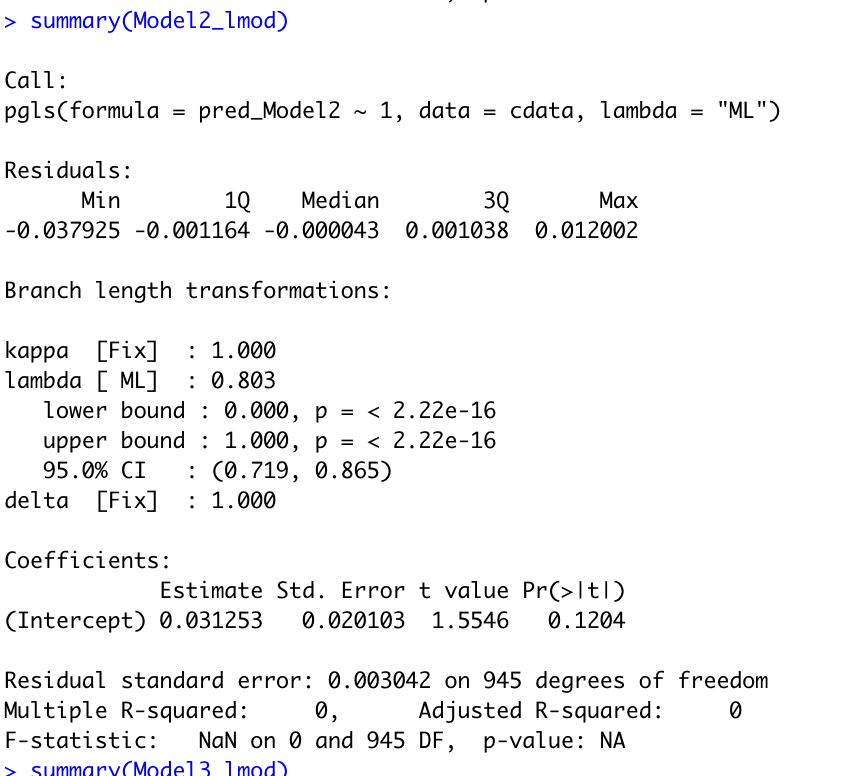 > summary(Model2_lmod)
Call:
pgls(formula = pred_Model2 ~ 1, data = cdata, lambda = "ML")
Residuals:
      Min        1Q    Median        3Q       Max
-0.037925 -0.001164 -0.000043  0.001038  0.012002
Branch length transformations:
kappa  [Fix]  : 1.000
lambda [ ML]  : 0.803
   lower bound : 0.000, p = < 2.22e-16
   upper bound : 1.000, p = < 2.22e-16
   95.0% CI   : (0.719, 0.865)
delta  [Fix]  : 1.000
Coefficients:
            Estimate Std. Error t value Pr(>|t|)
(Intercept) 0.031253   0.020103  1.5546   0.1204
Residual standard error: 0.003042 on 945 degrees of freedom
Multiple R-squared:     0,	Adjusted R-squared:     0
F-statistic:   NaN on 0 and 945 DF,  p-value: NA
> summary(Model3_lmod)